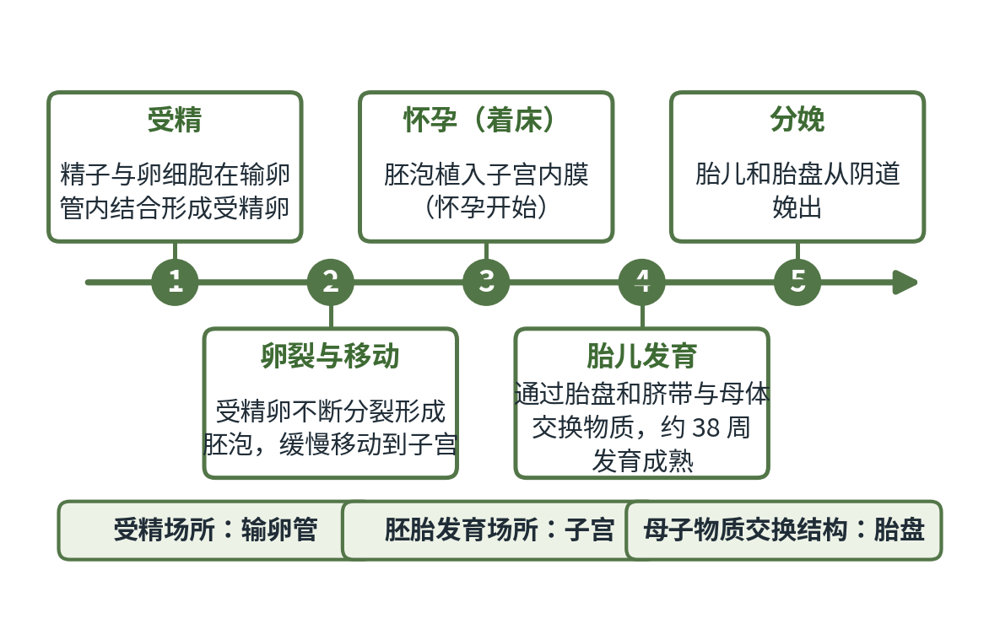 受精
精子与卵细胞在输卵
管内结合形成受精卵
怀孕（着床）
胚泡植入子宫内膜
（怀孕开始）
分娩
胎儿和胎盘从阴道
娩出
1
2
3
4
5
卵裂与移动
受精卵不断分裂形成
胚泡，缓慢移动到子宫
胎儿发育
通过胎盘和脐带与母体
交换物质，约 38 周
发育成熟
受精场所：输卵管
胚胎发育场所：子宫
母子物质交换结构：胎盘